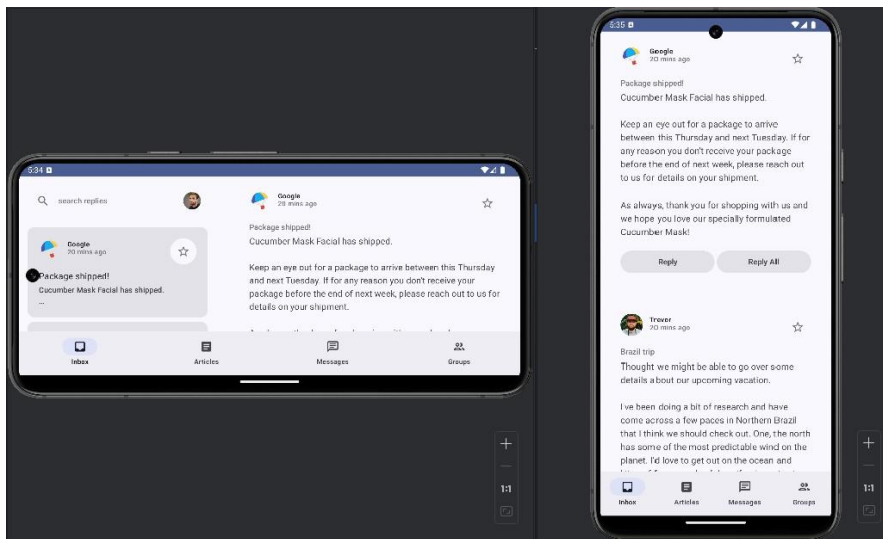 5:34
search replies
Google
20 mins ago
Package shipped!
Cucumber Mask Facial has shipped.
...
Google
20 mins ago
Package shipped!
Cucumber Mask Facial has shipped.
Keep an eye out for a package to arrive between this Thursday
and next Tuesday. If for any reason you don't receive your
package before the end of next week, please reach out to us for
details on your shipment.
Inbox
Articles
Messages
Groups
1:1
5:35
Google
20 mins ago
Package shipped!
Cucumber Mask Facial has shipped.
Keep an eye out for a package to arrive
between this Thursday and next Tuesday. If for
any reason you don't receive your package
before the end of next week, please reach out
to us for details on your shipment.
As always, thank you for shopping with us and
we hope you love our specially formulated
Cucumber Mask!
Reply
Reply All
Trevor
20 mins ago
Brazil trip
Thought we might be able to go over some
details about our upcoming vacation.
I've been doing a bit of research and have
come across a few paces in Northern Brazil
that I think we should check out. One, the north
has some of the most predictable wind on the
planet. I'd love to get out on the ocean and
Inbox
Articles
Messages
Groups
1:1